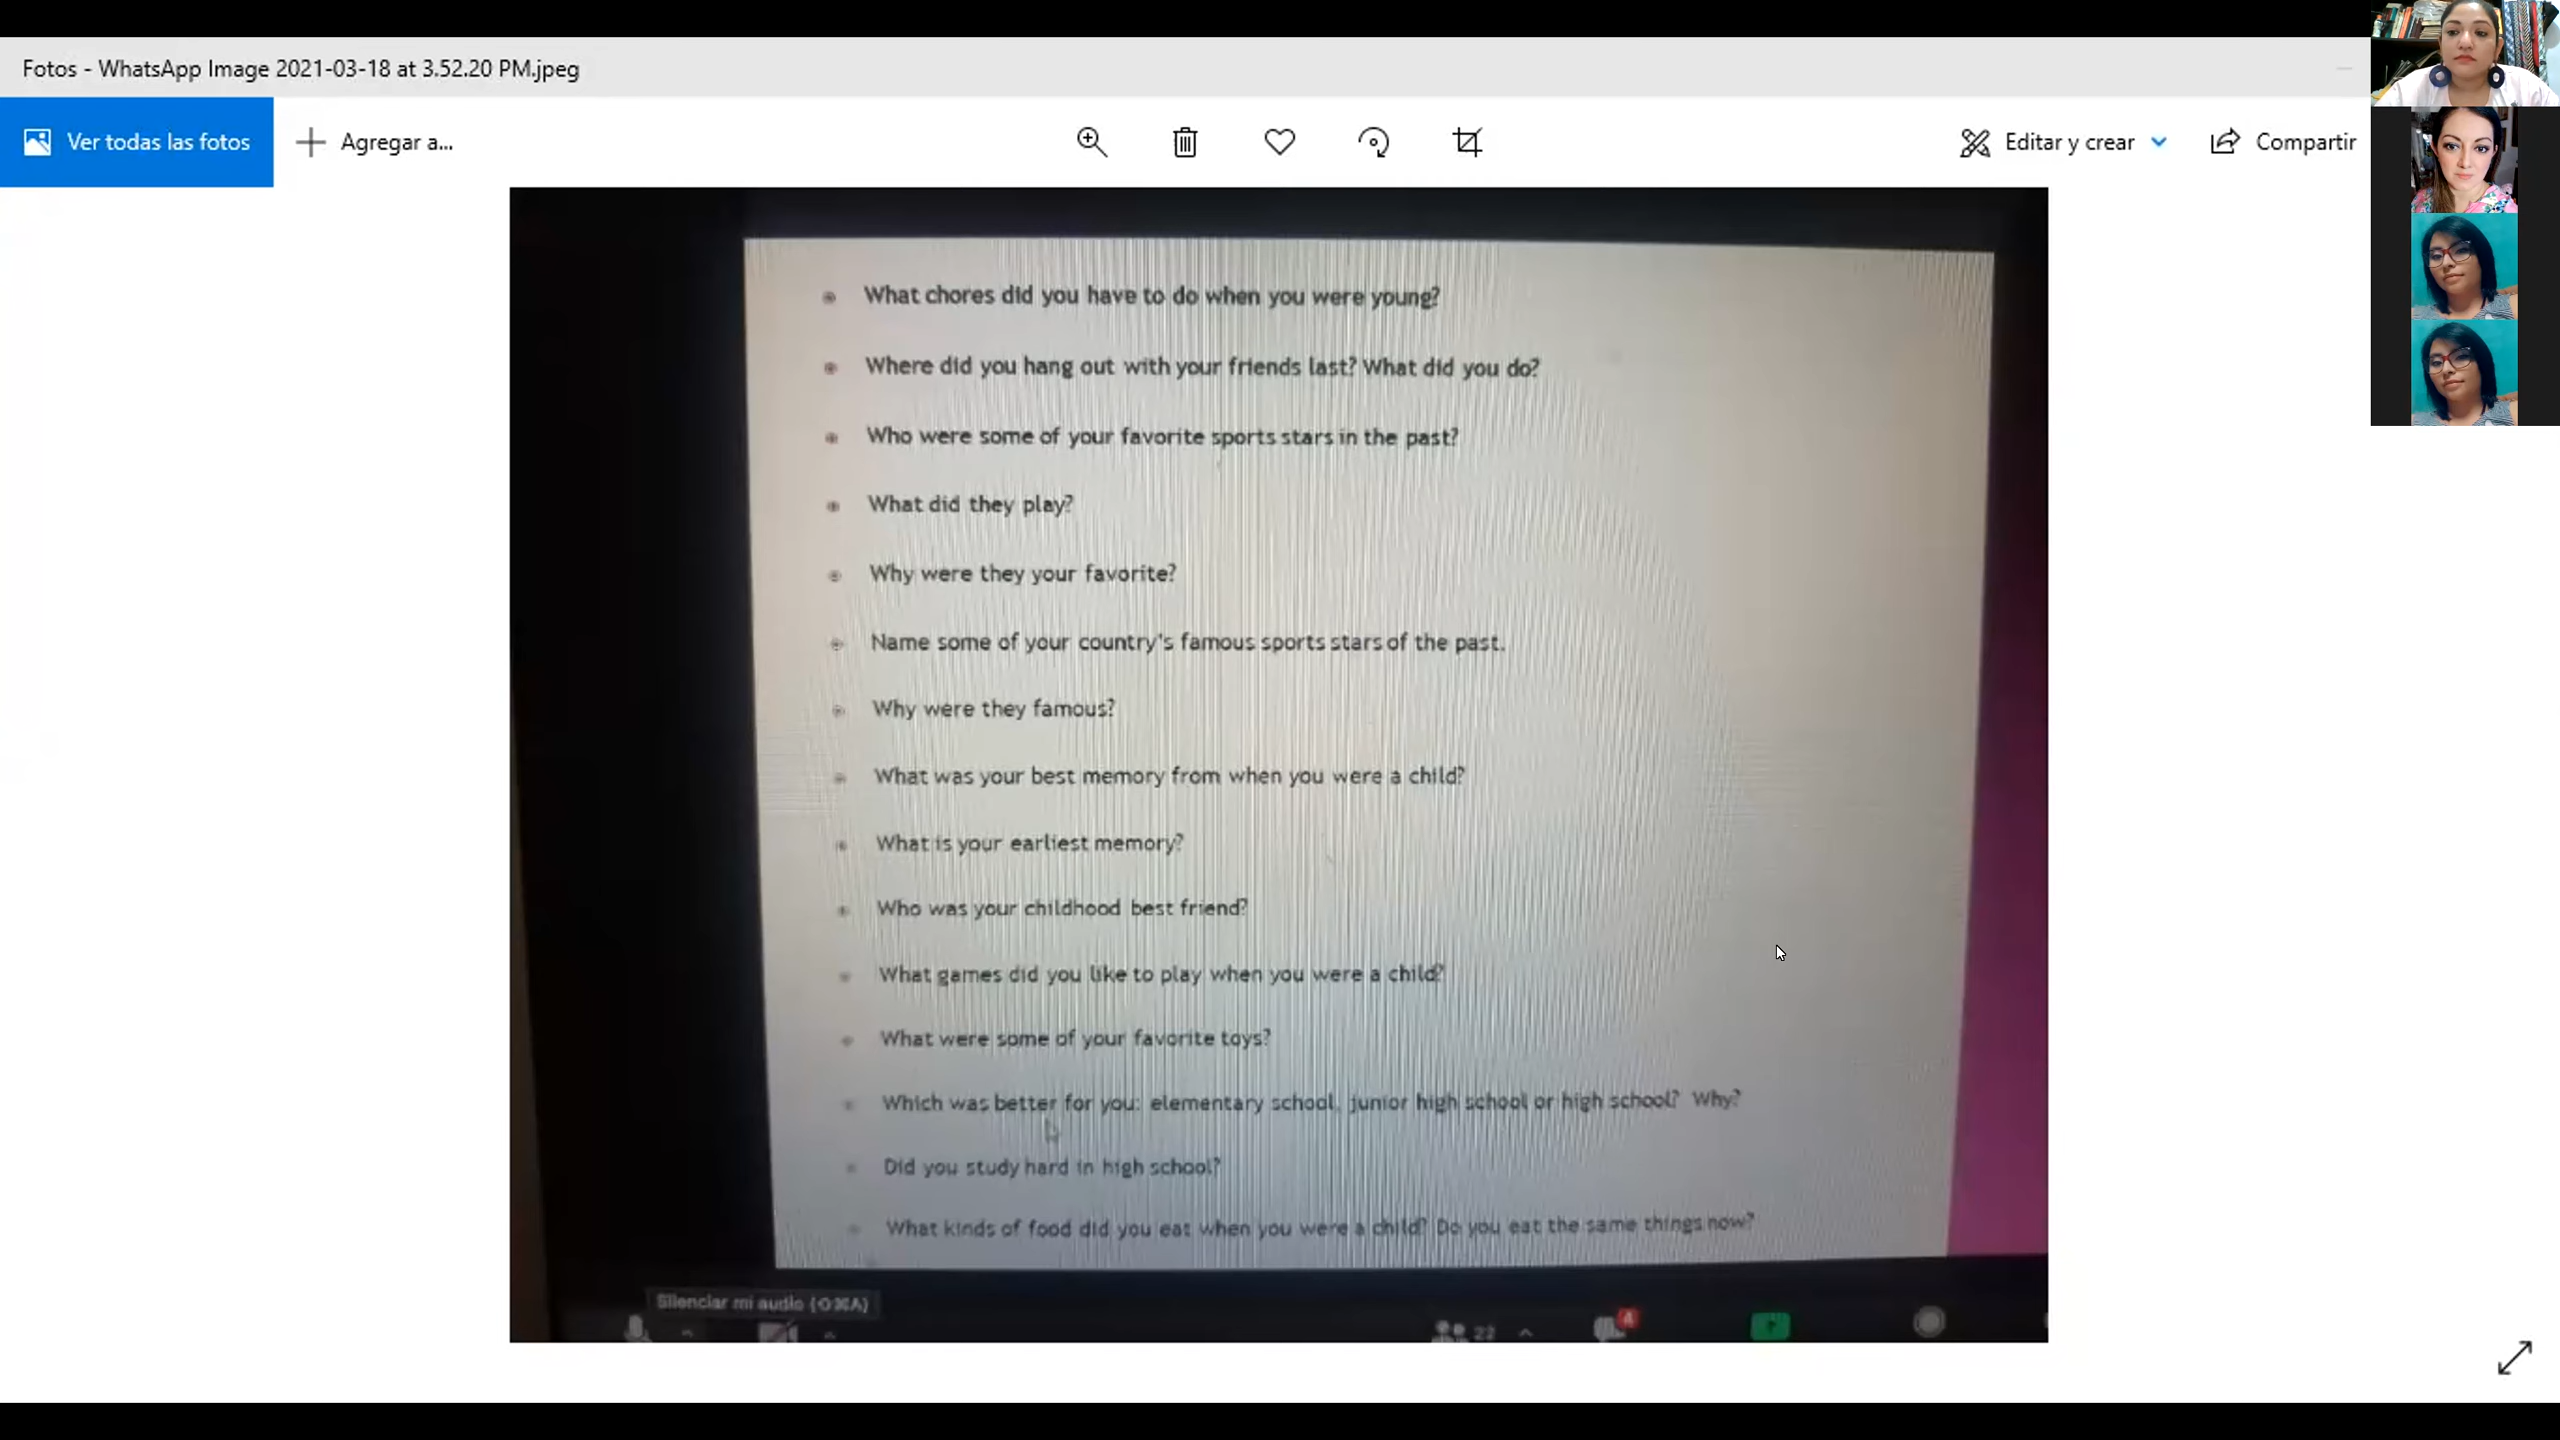 Fotos - WhatsApp Image 2021-03-18 at 3.52.20 PM.jpeg
Ver todas las fotos
Agregar a...
Editar y crear
Compartir
What chores did you have to do when you were young?
Where did you hang out with your friends last? What did you do?
Who were some of your favorite sports stars in the past?
What did they play?
Why were they your favorite?
Name some of your country's famous sports stars of the past.
Why were they famous?
What was your best memory from when you were a child?
What is your earliest memory?
Who was your childhood best friend?
What games did you like to play when you were a child?
What were some of your favorite toys?
Which was better for you: elementary school, junior high school or high school? Why?
Did you study hard in high school?
What kinds of food did you eat when you were a child? Do you eat the same things now?
Silenciar mi audio (⇧⌘A)
22
4